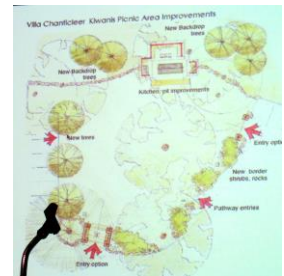 Villa Chanticleer Kiwanis Picnic Area Improvements
New Backdrop
trees
New Backdrop
trees
Kitchen/pit improvements
New trees
Entry option
New border
shrubs, rocks
Pathway entries
Entry option